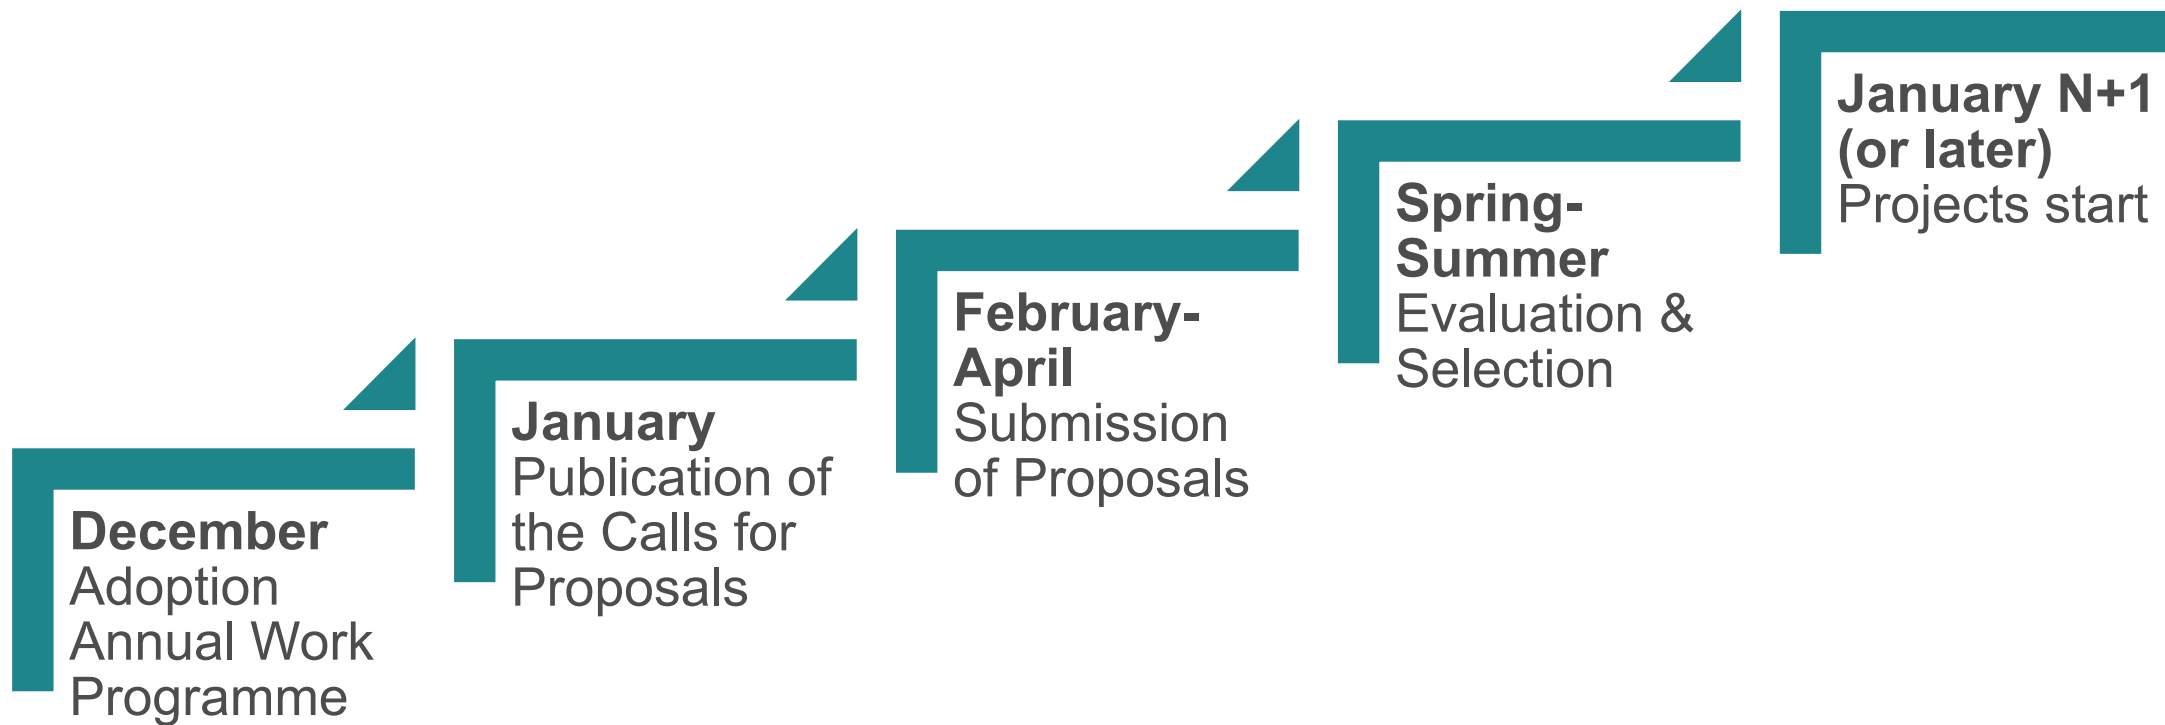 December
Adoption
Annual Work
Programme
January
Publication of
the Calls for
Proposals
February-
April
Submission
of Proposals
Spring-
Summer
Evaluation &
Selection
January N+1
(or later)
Projects start